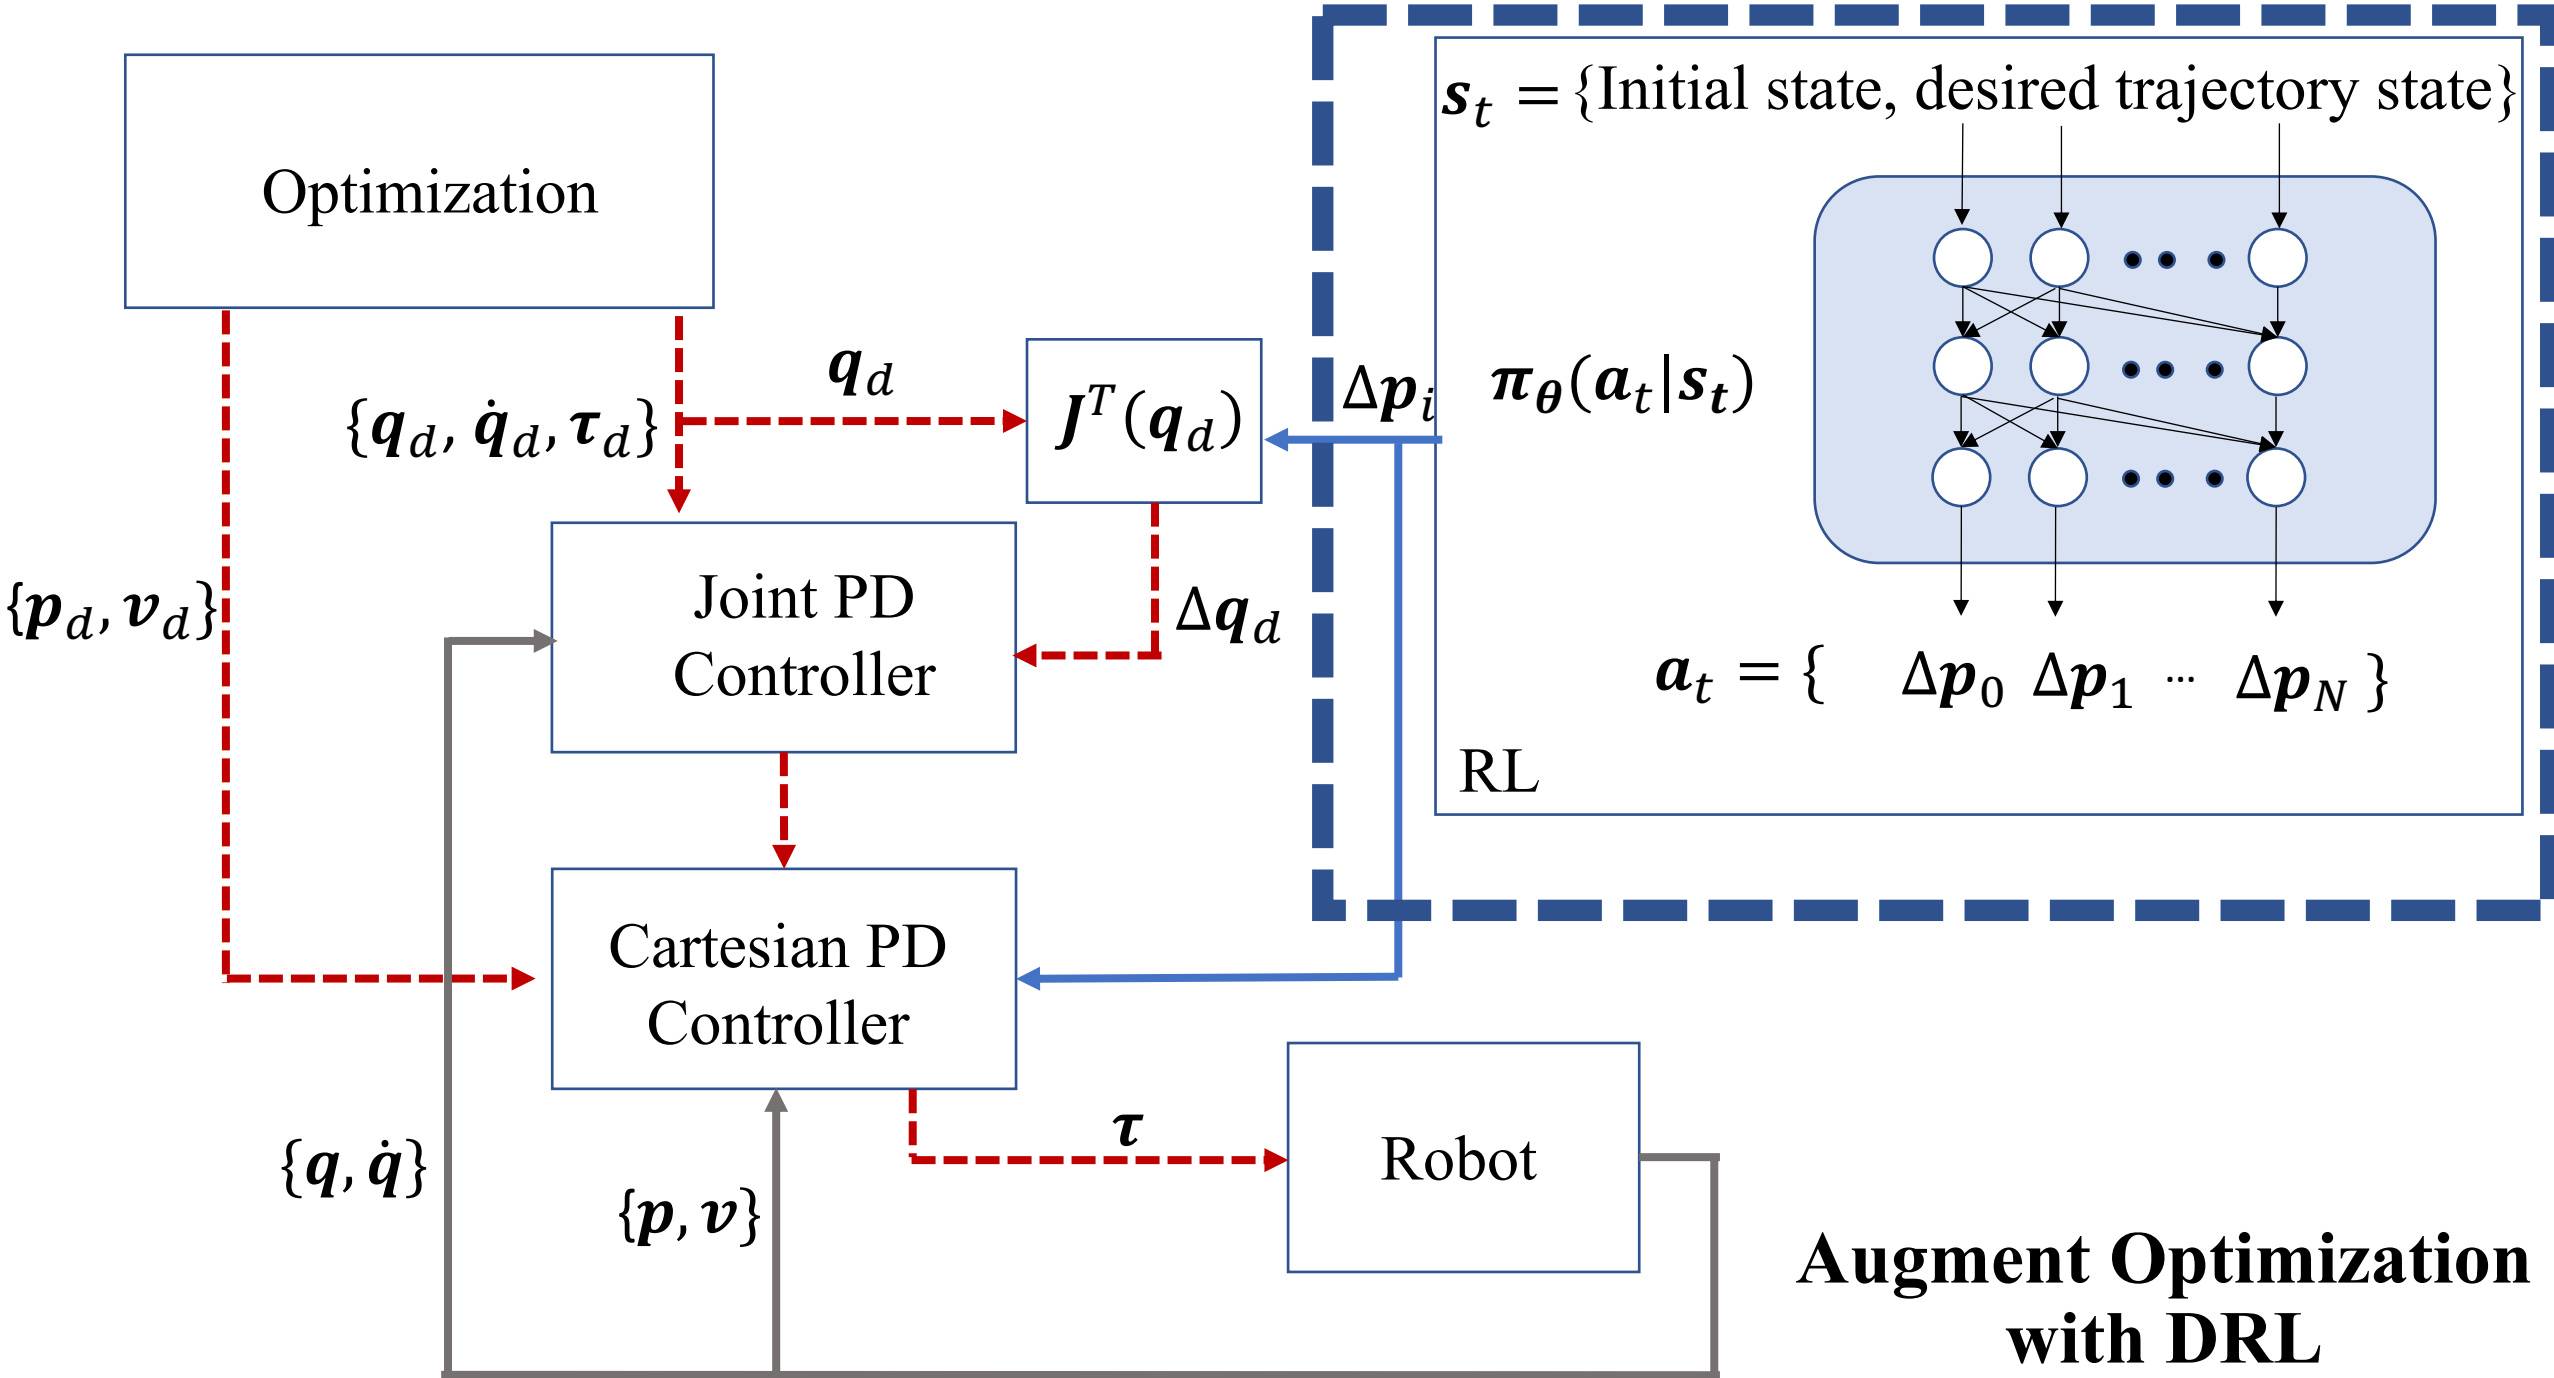 Optimization
{q_d, q̇_d, τ_d}
q_d
J^T(q_d)
Δp_i
s_t = {Initial state, desired trajectory state}
π_θ(a_t|s_t)
a_t = { Δp_0 Δp_1 ... Δp_N }
RL
{p_d, v_d}
Joint PD
Controller
Δq_d
Cartesian PD
Controller
{q, q̇}
{p, v}
τ
Robot
Augment Optimization
with DRL